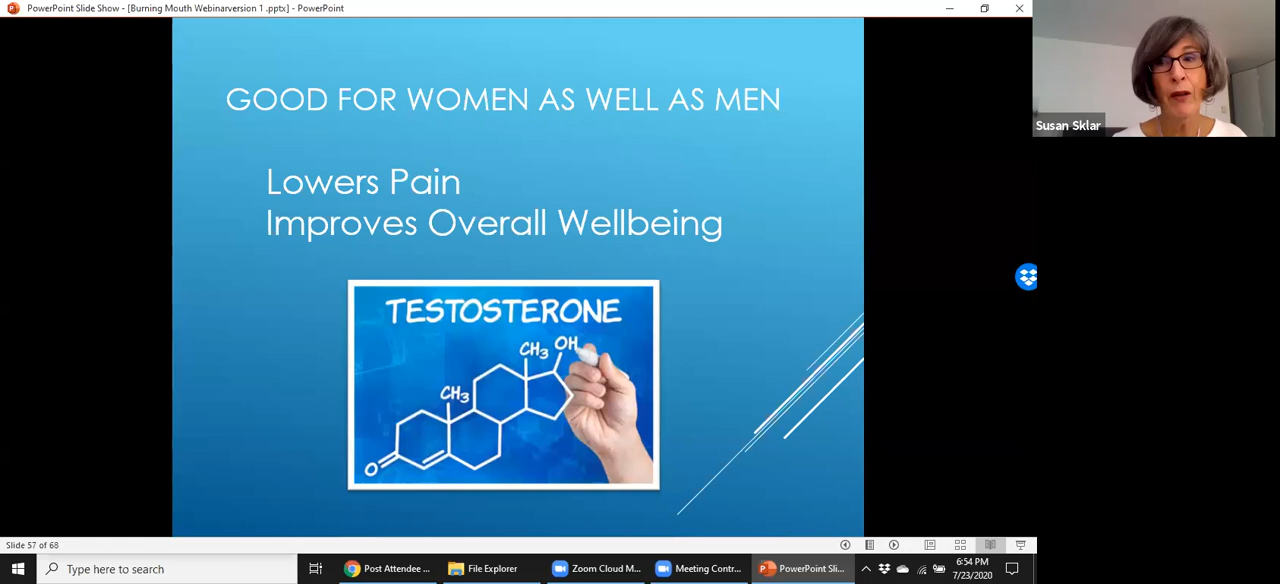 PowerPoint Slide Show - [Burning Mouth Webinarversion 1 .pptx] - PowerPoint
Susan Sklar
GOOD FOR WOMEN AS WELL AS MEN
Lowers Pain
Improves Overall Wellbeing
TESTOSTERONE
CH3 OH
CH3
O
Slide 57 of 68
Type here to search
Post Attendee ...
File Explorer
Zoom Cloud M...
Meeting Contr...
PowerPoint Sli...
6:54 PM
7/23/2020